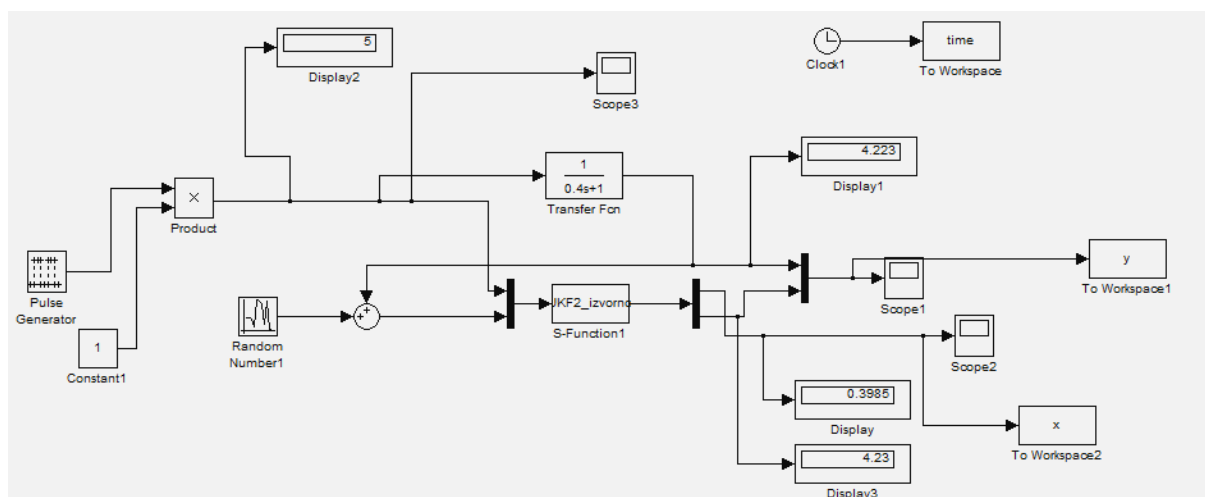 5
Display2
Clock1
time
To Workspace
Scope3
4.223
Display1
1
0.4s+1
Transfer Fcn
×
Product
Pulse
Generator
1
Constant1
Random
Number1
++
JKF2_izvorno
S-Function1
Scope1
y
To Workspace1
Scope2
0.3985
Display
x
To Workspace2
4.23
Display3